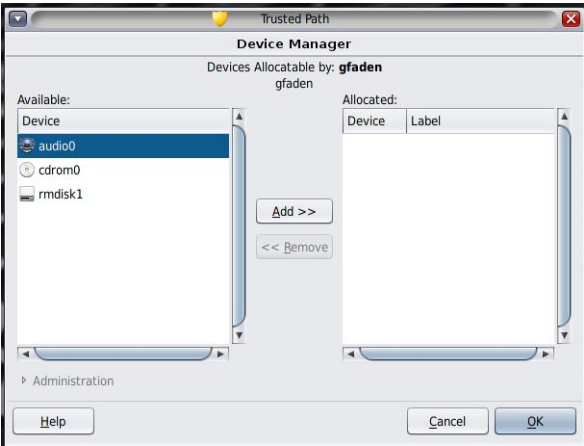 Trusted Path
Device Manager
Devices Allocatable by: gfaden
gfaden
Available:
Device
audio0
cdrom0
rmdisk1
Add >>
<< Remove
Allocated:
Device Label
Administration
Help
Cancel
OK